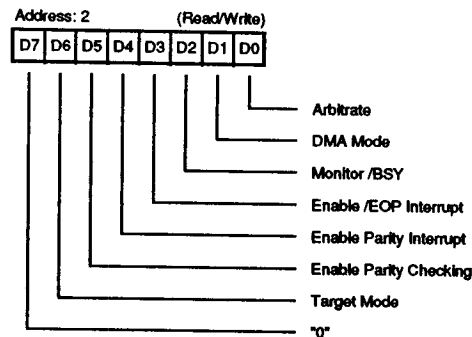 Address: 2 (Read/Write)
D7 D6 D5 D4 D3 D2 D1 D0
Arbitrate
DMA Mode
Monitor /BSY
Enable /EOP Interrupt
Enable Parity Interrupt
Enable Parity Checking
Target Mode
"0"